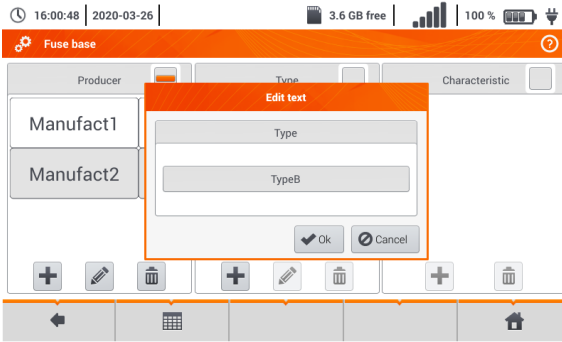 16:00:48 2020-03-26 3.6 GB free 100 %
Fuse base ?
Producer Type Characteristic
Edit text
Manufact1
Type
Manufact2
TypeB
Ok Cancel